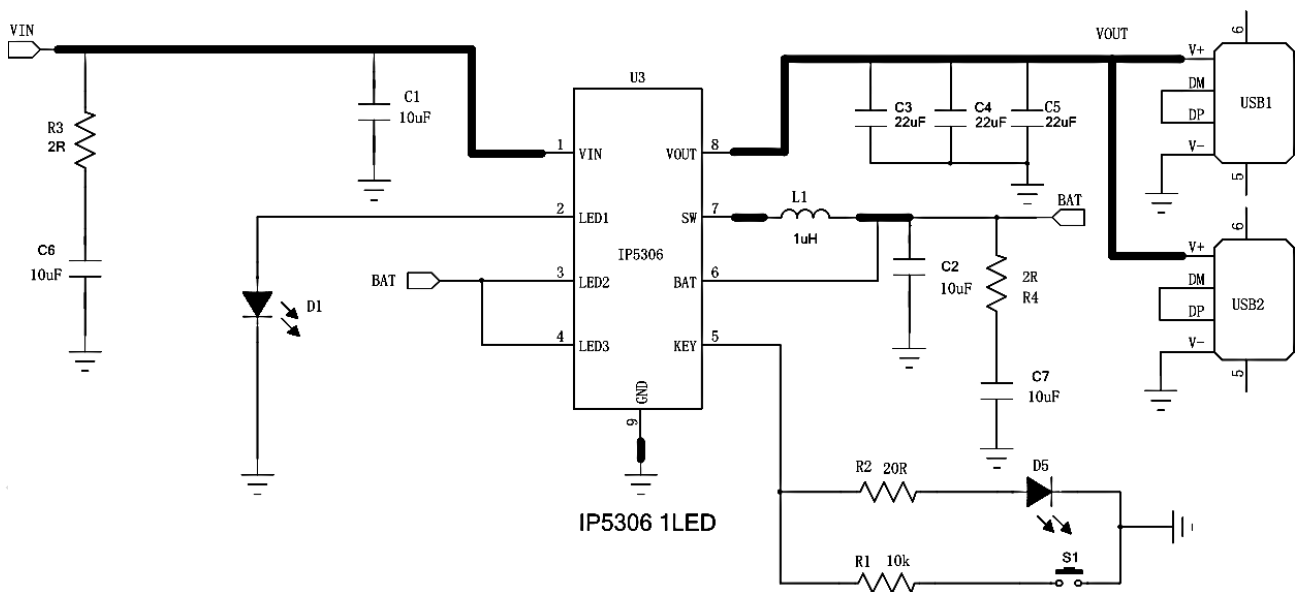 VIN
R3
2R
C6
10uF
C1
10uF
D1
BAT
U3
1
VIN
2
LED1
3
LED2
4
LED3
IP5306
VOUT
8
SW
7
BAT
6
KEY
5
GND
9
IP5306 1LED
L1
1uH
C3
22uF
C4
22uF
C5
22uF
VOUT
BAT
C2
10uF
2R
R4
C7
10uF
R2 20R
D5
R1 10k
S1
6
V+
DM
DP
V-
USB1
5
6
V+
DM
DP
V-
USB2
5